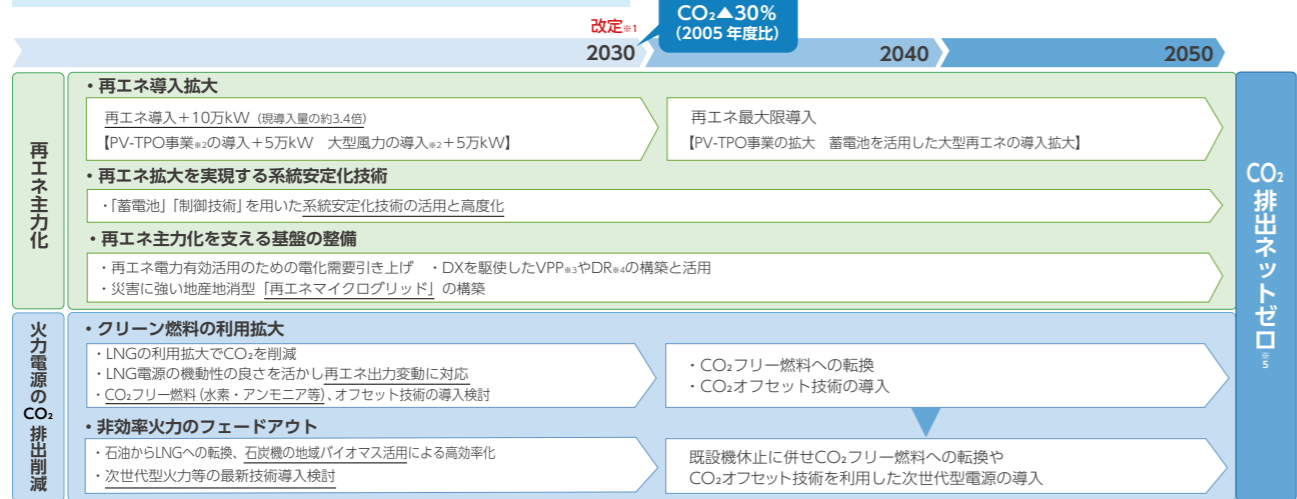 改定※1
CO₂▲30%
(2005年度比)
2030
2040
2050
再エネ主力化
・再エネ導入拡大
再エネ導入+10万kW(現導入量の約3.4倍)
【PV-TPO事業※2の導入+5万kW 大型風力の導入※2+5万kW】
再エネ最大限導入
【PV-TPO事業の拡大 蓄電池を活用した大型再エネの導入拡大】
・再エネ拡大を実現する系統安定化技術
・「蓄電池」「制御技術」を用いた系統安定化技術の活用と高度化
・再エネ主力化を支える基盤の整備
・再エネ電力有効活用のための電化需要引き上げ ・DXを駆使したVPP※3やDR※4の構築と活用
・災害に強い地産地消型「再エネマイクログリッド」の構築
火力電源のCO₂排出削減
・クリーン燃料の利用拡大
・LNGの利用拡大でCO₂を削減
・LNG電源の機動性の良さを活かし再エネ出力変動に対応
・CO₂フリー燃料(水素・アンモニア等)、オフセット技術の導入検討
・CO₂フリー燃料への転換
・CO₂オフセット技術の導入
・非効率火力のフェードアウト
・石油からLNGへの転換、石炭機の地域バイオマス活用による高効率化
・次世代型火力等の最新技術導入検討
既設機休止に併せCO₂フリー燃料への転換や
CO₂オフセット技術を利用した次世代型電源の導入
CO₂排出ネットゼロ※5